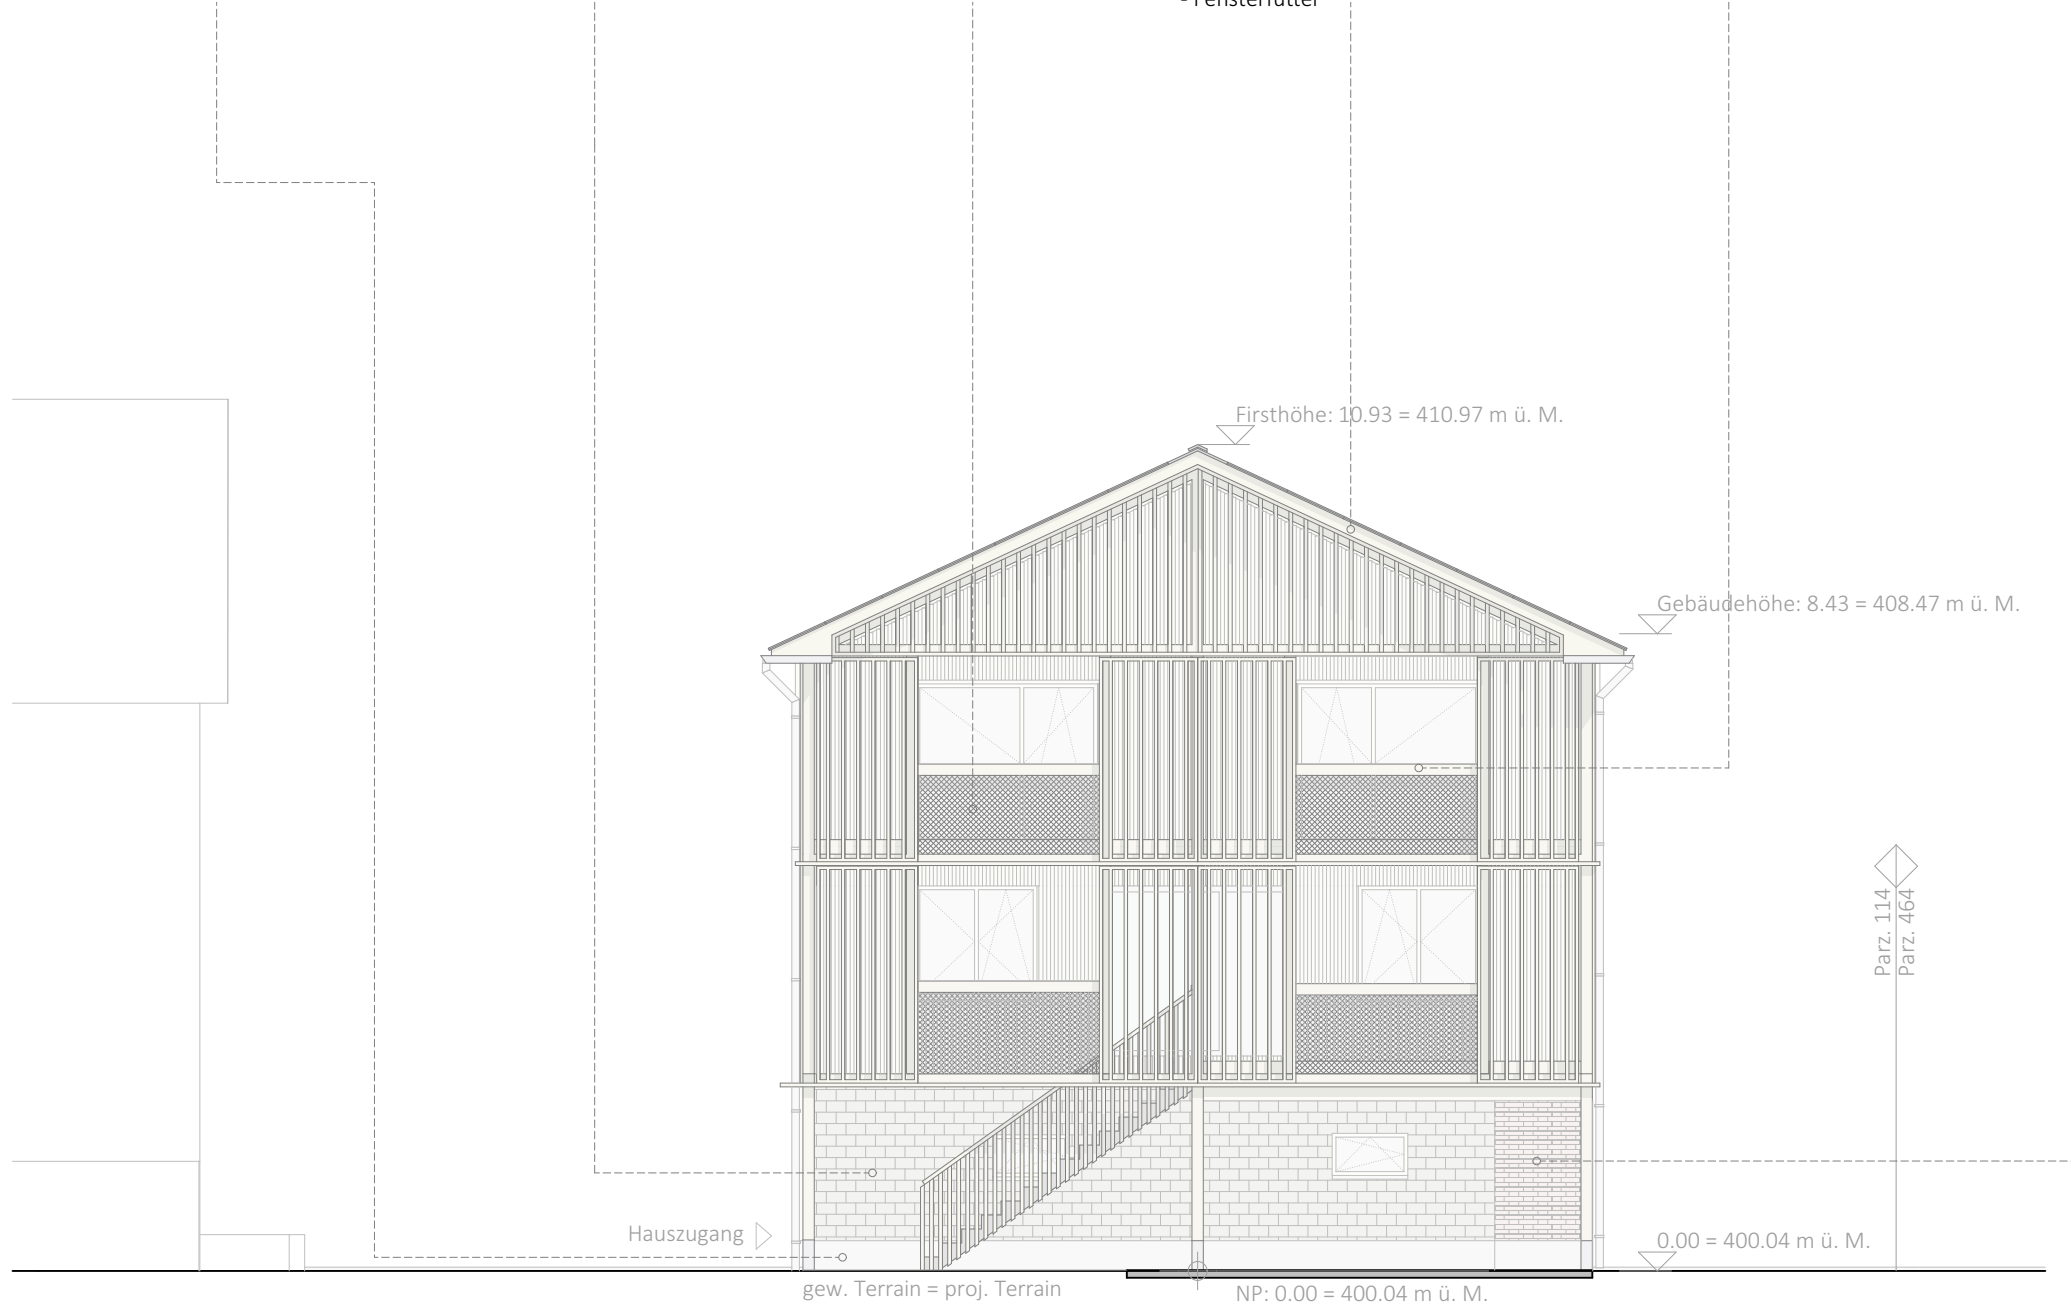 - Fensterfutter
Firsthöhe: 10.93 = 410.97 m ü. M.
Gebäudehöhe: 8.43 = 408.47 m ü. M.
Parz. 114
Parz. 464
Hauszugang
0.00 = 400.04 m ü. M.
gew. Terrain = proj. Terrain
NP: 0.00 = 400.04 m ü. M.